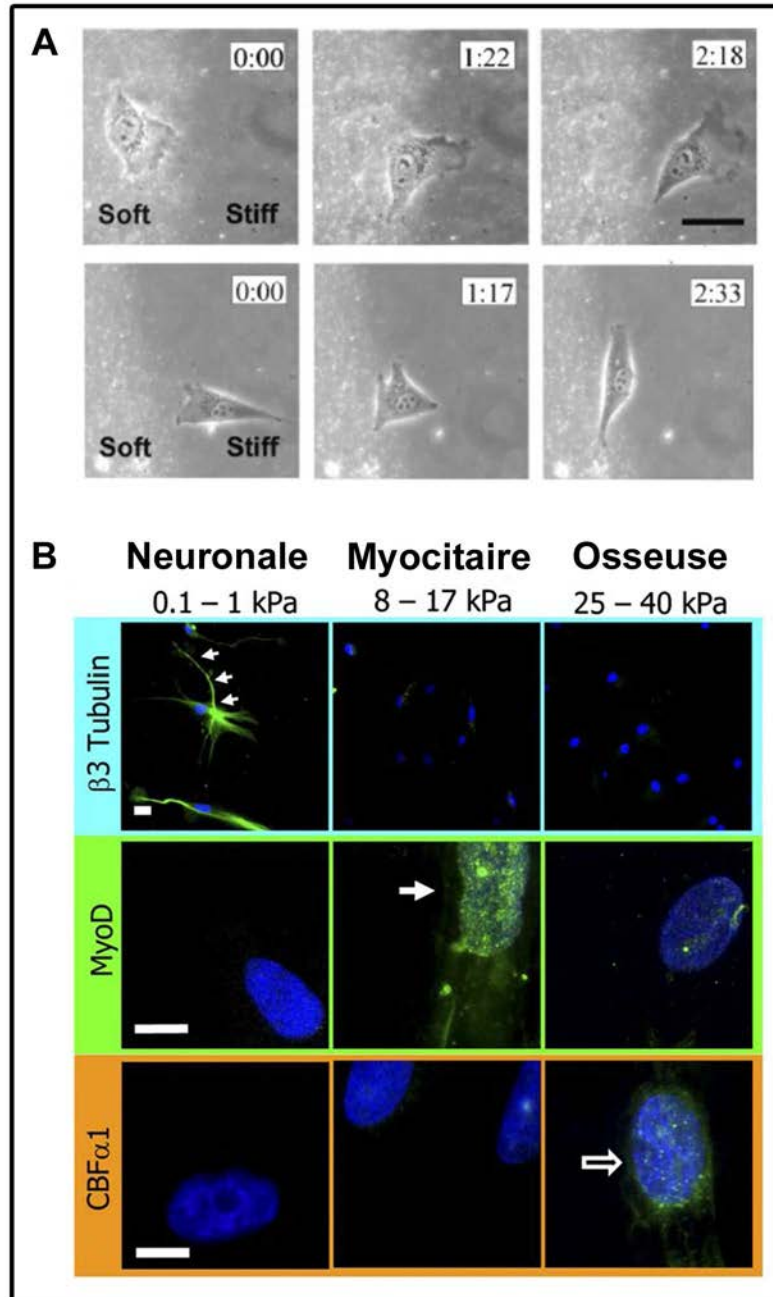 A
0:00
1:22
2:18
Soft
Stiff
0:00
1:17
2:33
Soft
Stiff
B
Neuronale
Myocitaire
Osseuse
0.1 – 1 kPa
8 – 17 kPa
25 – 40 kPa
β3 Tubulin
MyoD
CBFα1